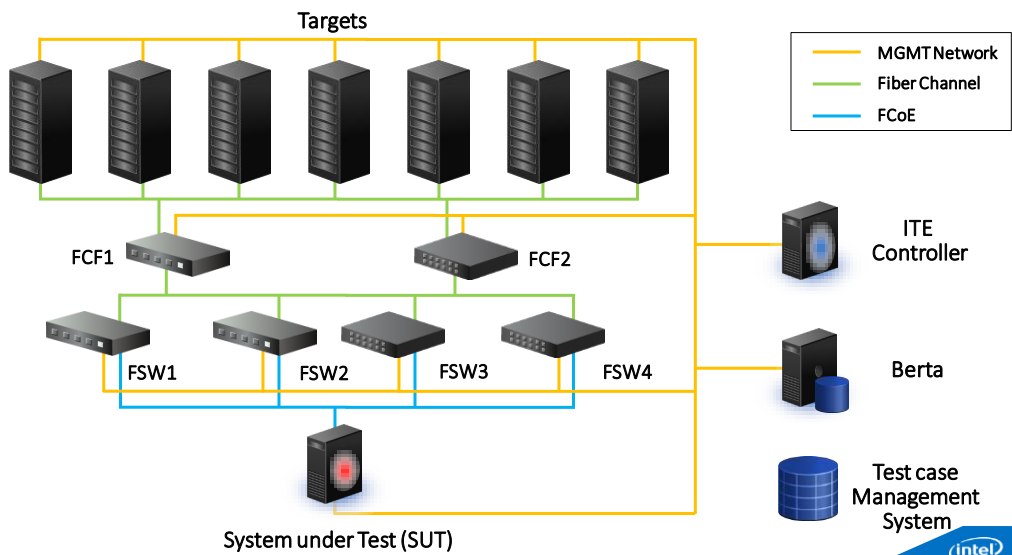 Targets
MGMT Network
Fiber Channel
FCoE
FCF1
FCF2
ITE
Controller
FSW1
FSW2
FSW3
FSW4
Berta
Test case
Management
System
System under Test (SUT)
intel